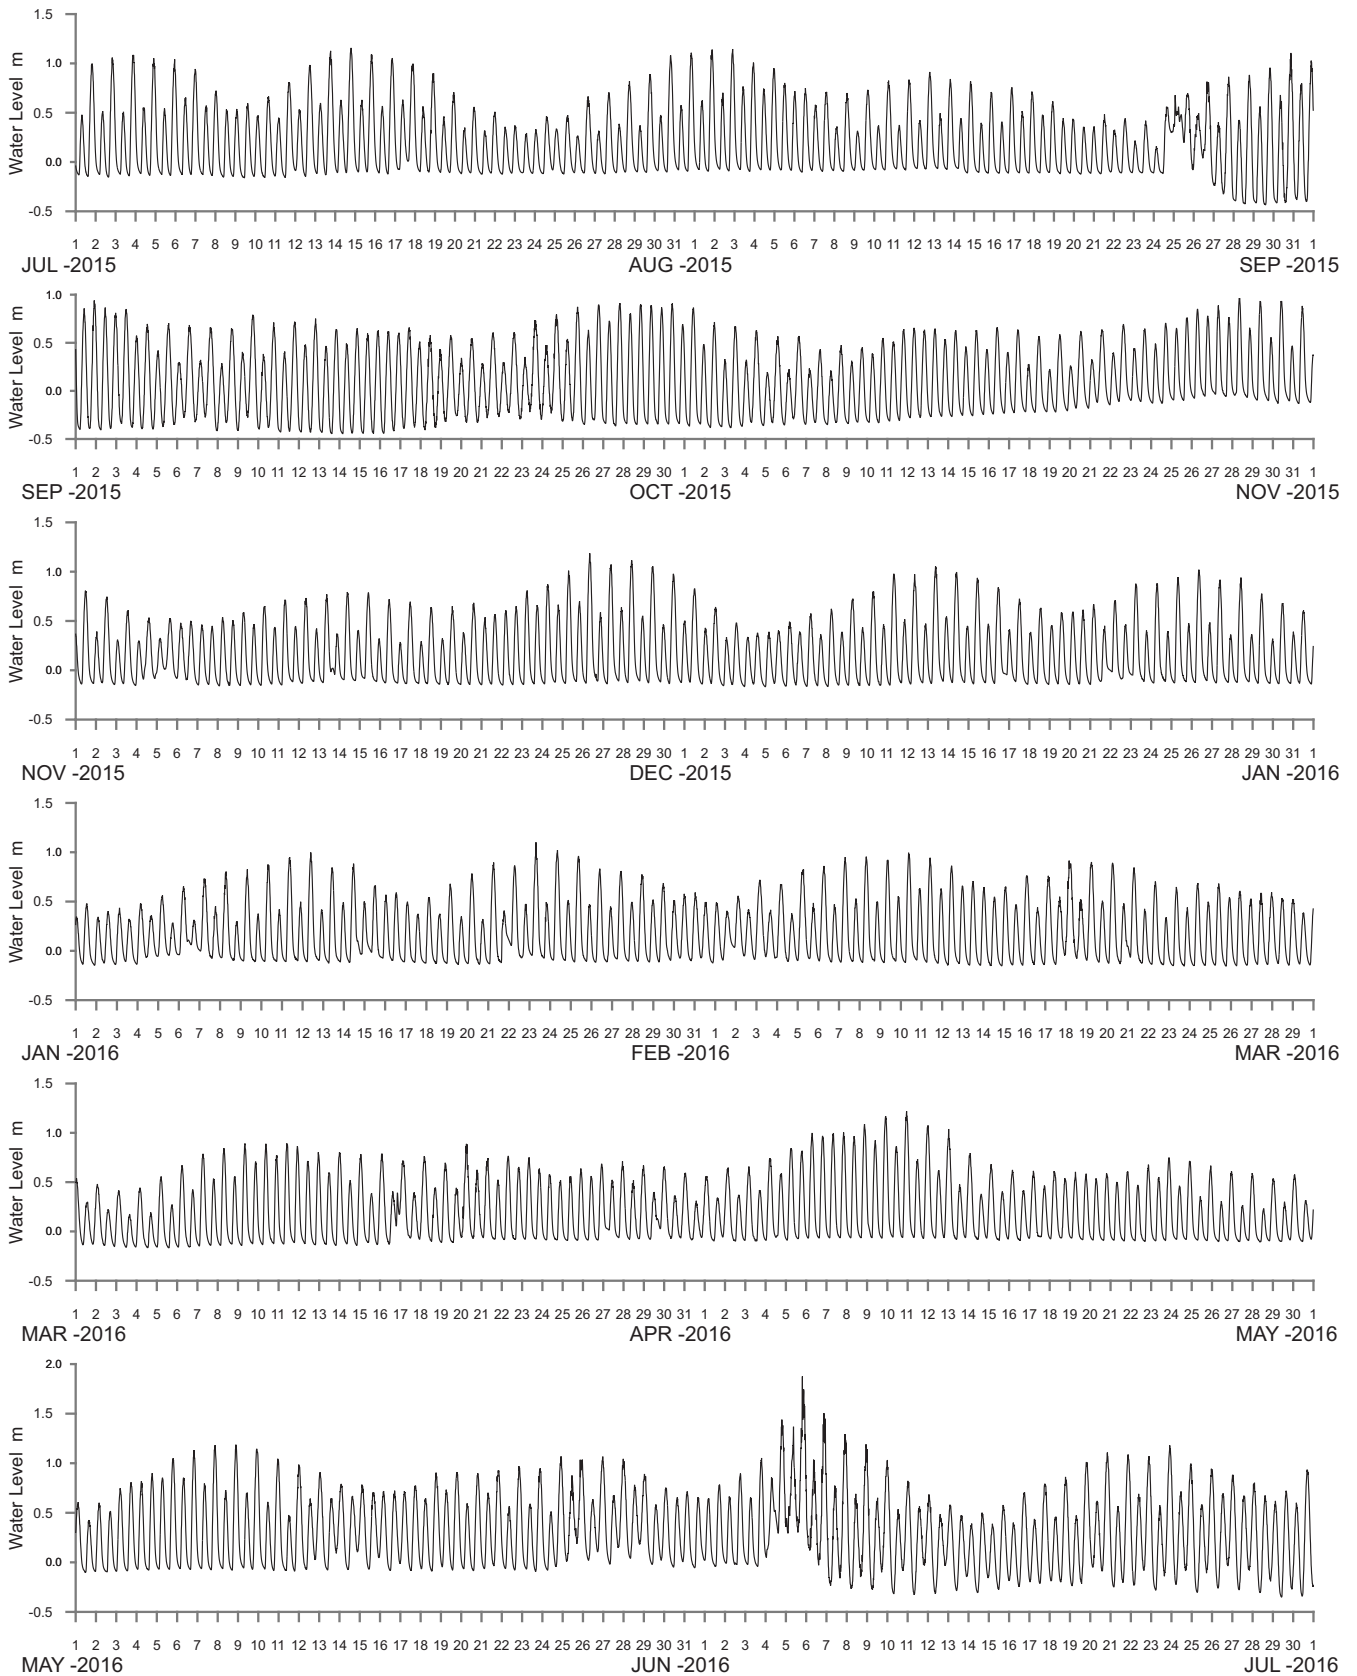 1.5
1.0
0.5
0.0
-0.5
Water Level m
1 2 3 4 5 6 7 8 9 10 11 12 13 14 15 16 17 18 19 20 21 22 23 24 25 26 27 28 29 30 31 1 2 3 4 5 6 7 8 9 10 11 12 13 14 15 16 17 18 19 20 21 22 23 24 25 26 27 28 29 30 31 1
JUL -2015 AUG -2015 SEP -2015
1.0
0.5
0.0
-0.5
Water Level m
1 2 3 4 5 6 7 8 9 10 11 12 13 14 15 16 17 18 19 20 21 22 23 24 25 26 27 28 29 30 1 2 3 4 5 6 7 8 9 10 11 12 13 14 15 16 17 18 19 20 21 22 23 24 25 26 27 28 29 30 31 1
SEP -2015 OCT -2015 NOV -2015
1.5
1.0
0.5
0.0
-0.5
Water Level m
1 2 3 4 5 6 7 8 9 10 11 12 13 14 15 16 17 18 19 20 21 22 23 24 25 26 27 28 29 30 1 2 3 4 5 6 7 8 9 10 11 12 13 14 15 16 17 18 19 20 21 22 23 24 25 26 27 28 29 30 31 1
NOV -2015 DEC -2015 JAN -2016
1.5
1.0
0.5
0.0
-0.5
Water Level m
1 2 3 4 5 6 7 8 9 10 11 12 13 14 15 16 17 18 19 20 21 22 23 24 25 26 27 28 29 30 31 1 2 3 4 5 6 7 8 9 10 11 12 13 14 15 16 17 18 19 20 21 22 23 24 25 26 27 28 29 1
JAN -2016 FEB -2016 MAR -2016
1.5
1.0
0.5
0.0
-0.5
Water Level m
1 2 3 4 5 6 7 8 9 10 11 12 13 14 15 16 17 18 19 20 21 22 23 24 25 26 27 28 29 30 31 1 2 3 4 5 6 7 8 9 10 11 12 13 14 15 16 17 18 19 20 21 22 23 24 25 26 27 28 29 30 1
MAR -2016 APR -2016 MAY -2016
2.0
1.5
1.0
0.5
0.0
-0.5
Water Level m
1 2 3 4 5 6 7 8 9 10 11 12 13 14 15 16 17 18 19 20 21 22 23 24 25 26 27 28 29 30 31 1 2 3 4 5 6 7 8 9 10 11 12 13 14 15 16 17 18 19 20 21 22 23 24 25 26 27 28 29 30 1
MAY -2016 JUN -2016 JUL -2016